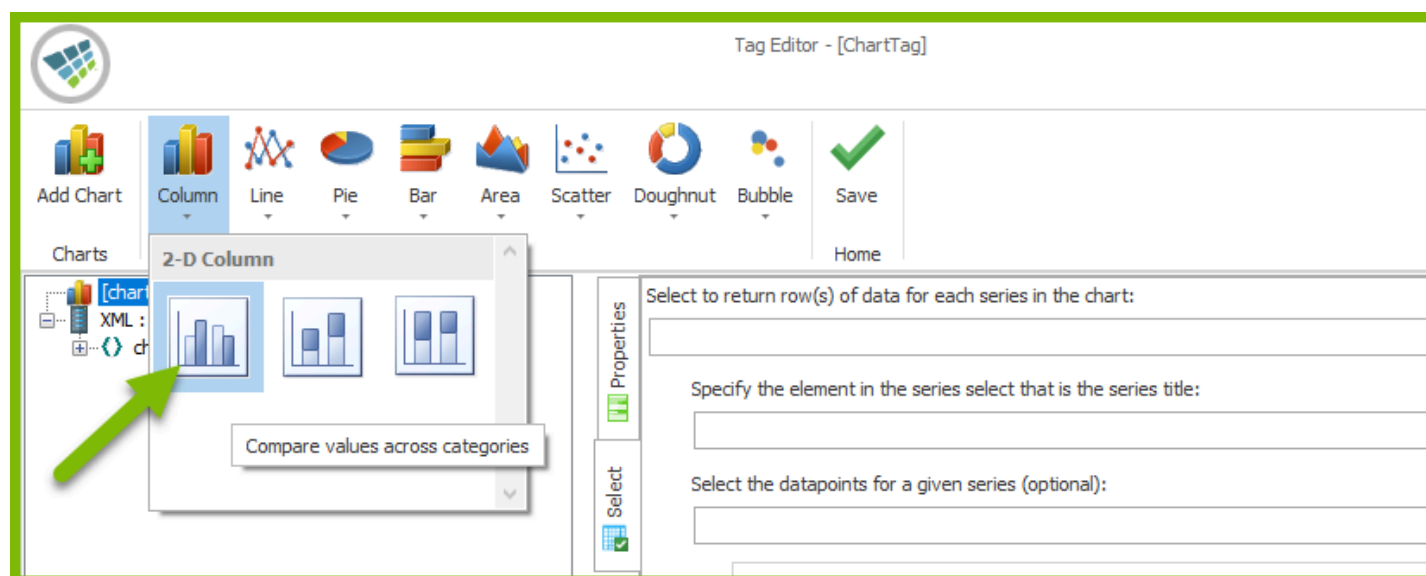 Tag Editor - [ChartTag]
Add Chart
Column
Line
Pie
Bar
Area
Scatter
Doughnut
Bubble
Save
Charts
Home
2-D Column
[chart
XML :
Compare values across categories
Properties
Select
Select to return row(s) of data for each series in the chart:
Specify the element in the series select that is the series title:
Select the datapoints for a given series (optional):